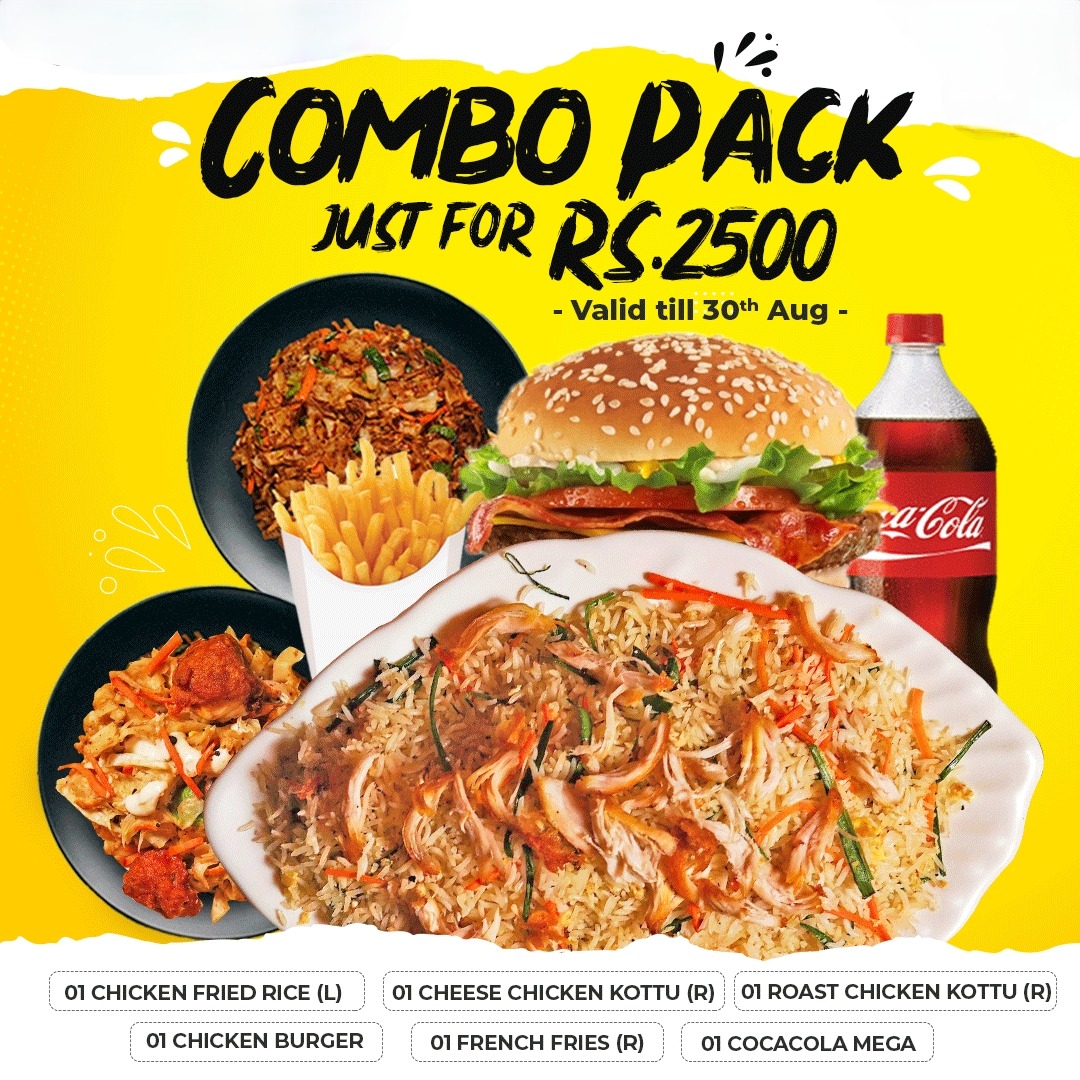 COMBO PACK
JUST FOR RS.2500
- Valid till 30th Aug -
a-Cola
01 CHICKEN FRIED RICE (L)
01 CHEESE CHICKEN KOTTU (R)
01 ROAST CHICKEN KOTTU (R)
01 CHICKEN BURGER
01 FRENCH FRIES (R)
01 COCACOLA MEGA